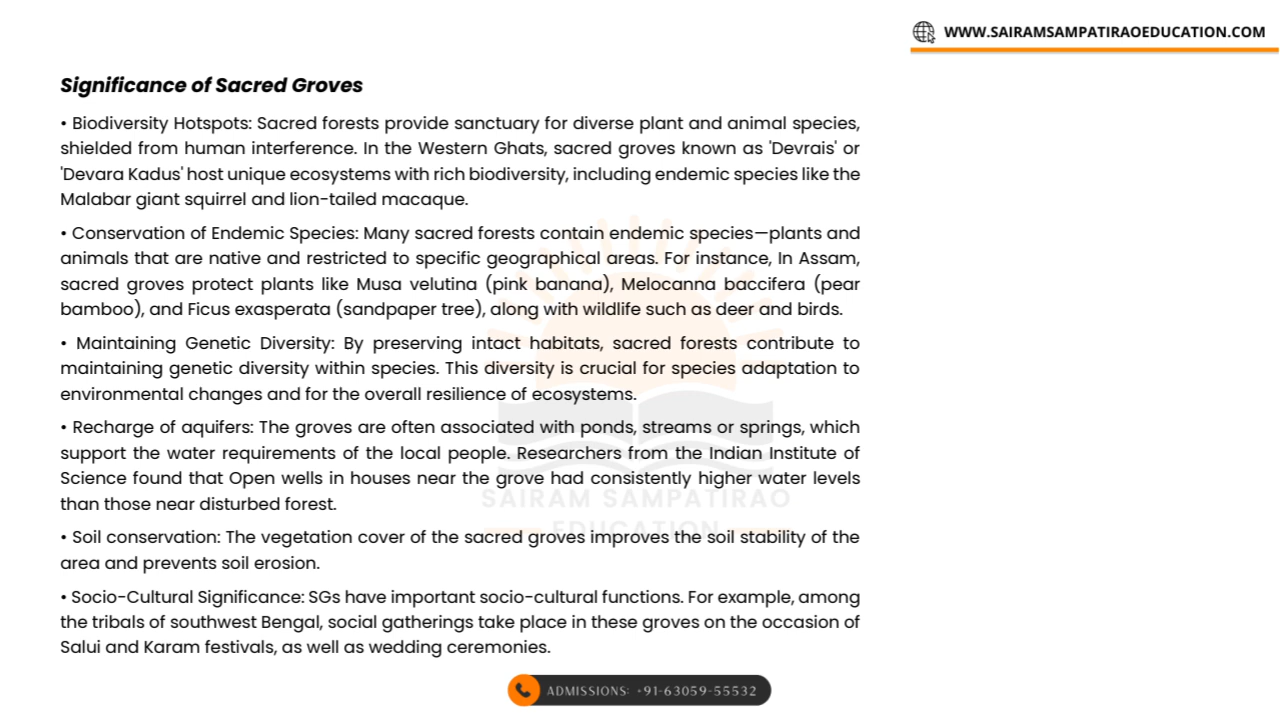 WWW.SAIRAMSAMPATIRAOEDUCATION.COM
Significance of Sacred Groves
• Biodiversity Hotspots: Sacred forests provide sanctuary for diverse plant and animal species,
shielded from human interference. In the Western Ghats, sacred groves known as 'Devrais' or
'Devara Kadus' host unique ecosystems with rich biodiversity, including endemic species like the
Malabar giant squirrel and lion-tailed macaque.
• Conservation of Endemic Species: Many sacred forests contain endemic species—plants and
animals that are native and restricted to specific geographical areas. For instance, In Assam,
sacred groves protect plants like Musa velutina (pink banana), Melocanna baccifera (pear
bamboo), and Ficus exasperata (sandpaper tree), along with wildlife such as deer and birds.
• Maintaining Genetic Diversity: By preserving intact habitats, sacred forests contribute to
maintaining genetic diversity within species. This diversity is crucial for species adaptation to
environmental changes and for the overall resilience of ecosystems.
• Recharge of aquifers: The groves are often associated with ponds, streams or springs, which
support the water requirements of the local people. Researchers from the Indian Institute of
Science found that Open wells in houses near the grove had consistently higher water levels
than those near disturbed forest.
SAIRAM SAMPATIRAO
EDUCATION
• Soil conservation: The vegetation cover of the sacred groves improves the soil stability of the
area and prevents soil erosion.
• Socio-Cultural Significance: SGs have important socio-cultural functions. For example, among
the tribals of southwest Bengal, social gatherings take place in these groves on the occasion of
Salui and Karam festivals, as well as wedding ceremonies.
ADMISSIONS: +91-63059-55532